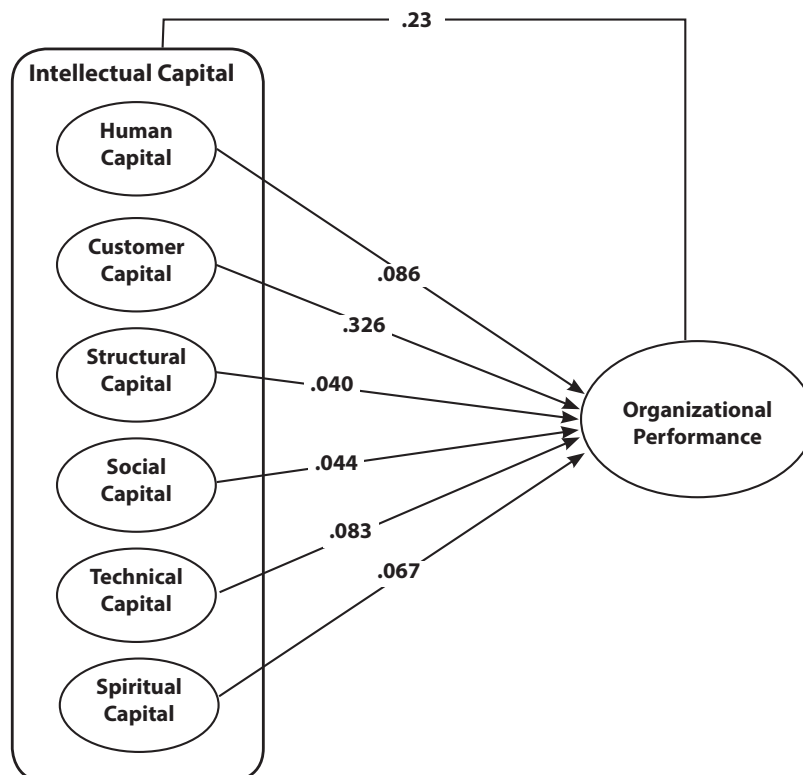 .23
Intellectual Capital
Human
Capital
Customer
Capital
.086
.326
Structural
Capital
.040
Organizational
Performance
Social
Capital
.044
.083
Technical
Capital
.067
Spiritual
Capital